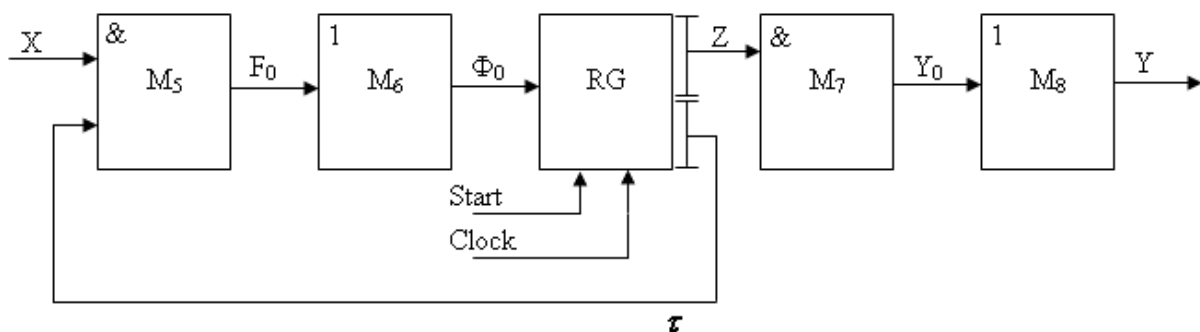 X
&
M₅
F₀
1
M₆
Φ₀
RG
Start
Clock
Z
&
M₇
Y₀
1
M₈
Y
τ